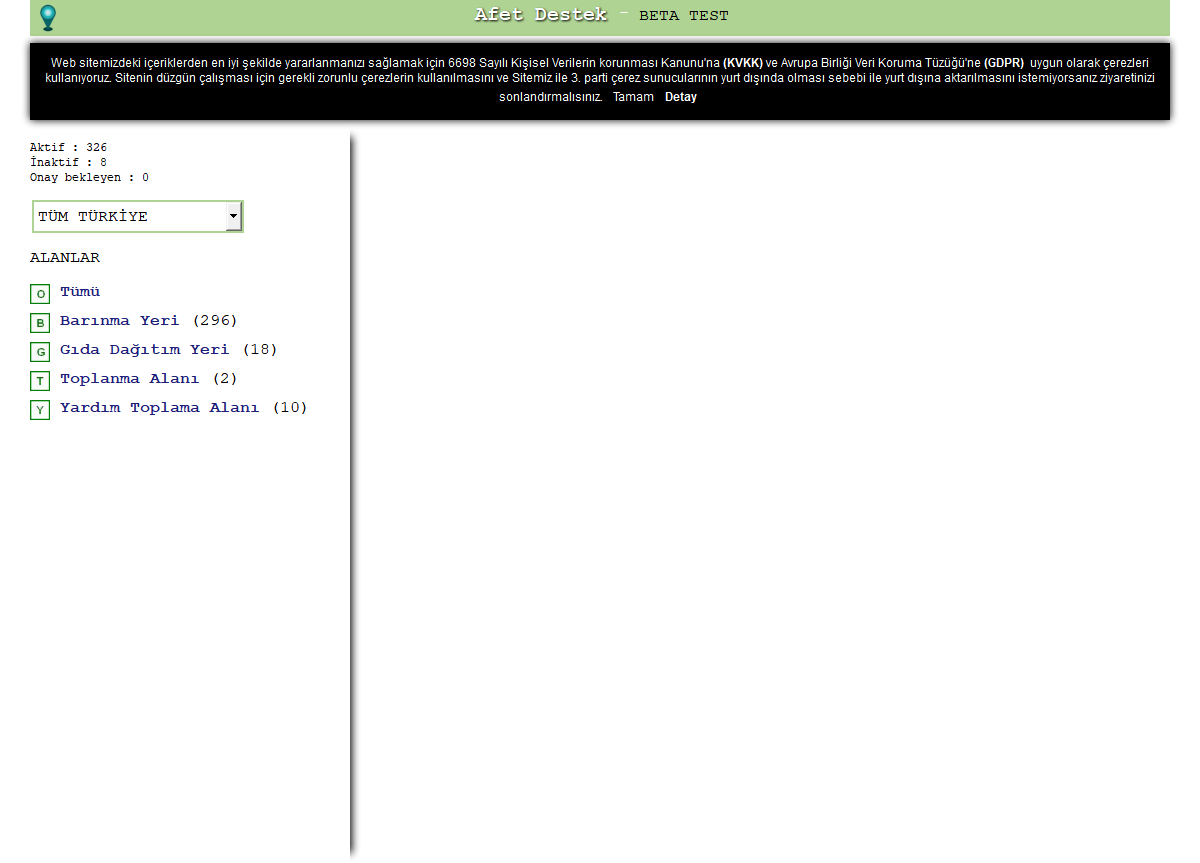 Afet Destek - BETA TEST
Web sitemizdeki içeriklerden en iyi şekilde yararlanmanızı sağlamak için 6698 Sayılı Kişisel Verilerin korunması Kanunu'na (KVKK) ve Avrupa Birliği Veri Koruma Tüzüğü'ne (GDPR) uygun olarak çerezleri
kullanıyoruz. Sitenin düzgün çalışması için gerekli zorunlu çerezlerin kullanılmasını ve Sitemiz ile 3. parti çerez sunucularının yurt dışında olması sebebi ile yurt dışına aktarılmasını istemiyorsanız ziyaretinizi
sonlandırmalısınız. Tamam Detay
Aktif : 326
İnaktif : 8
Onay bekleyen : 0
TÜM TÜRKİYE
ALANLAR
O Tümü
B Barınma Yeri (296)
G Gıda Dağıtım Yeri (18)
T Toplanma Alanı (2)
Y Yardım Toplama Alanı (10)